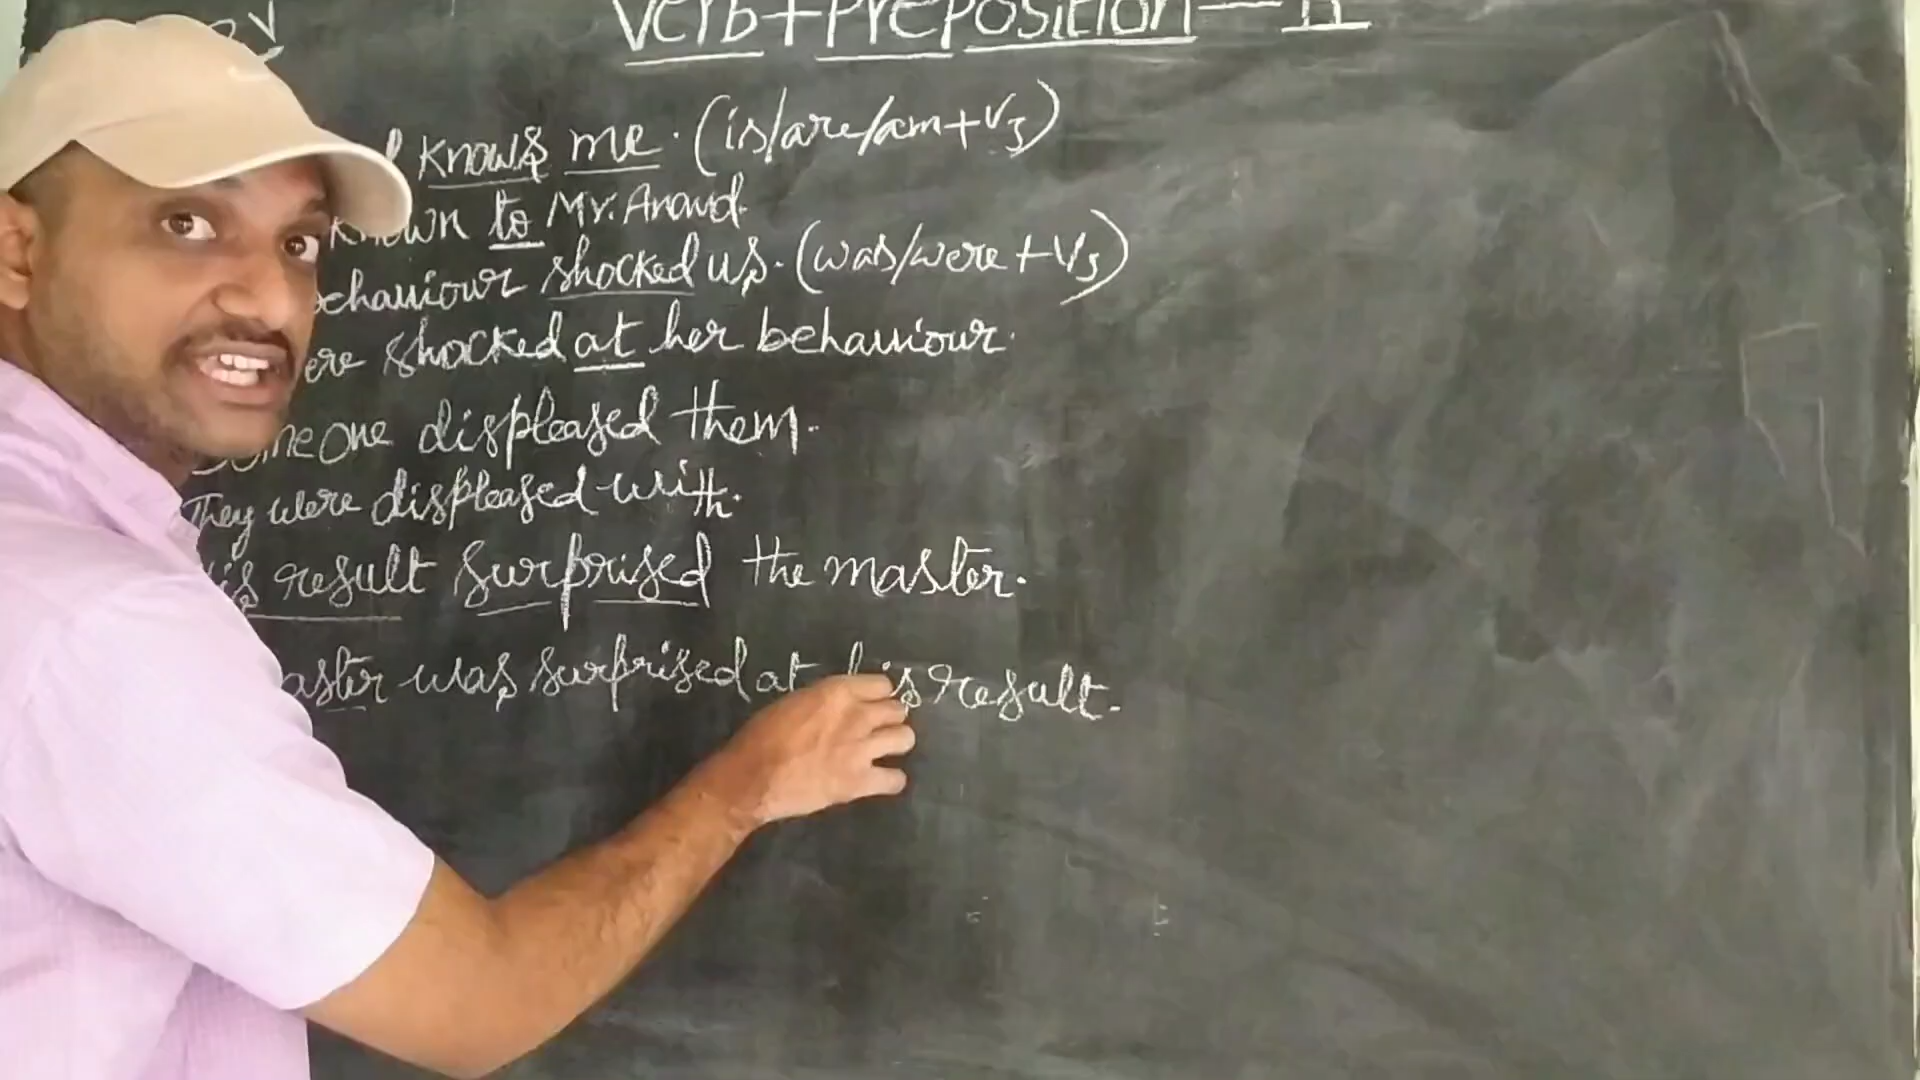 Verb+Preposition-II
knows me. (is/are/am+V3)
known to Mr. Anand.
behaviour shocked us. (was/were+V3)
were shocked at her behaviour.
Someone displeased them.
They were displeased with.
His result surprised the master.
master was surprised at his result.